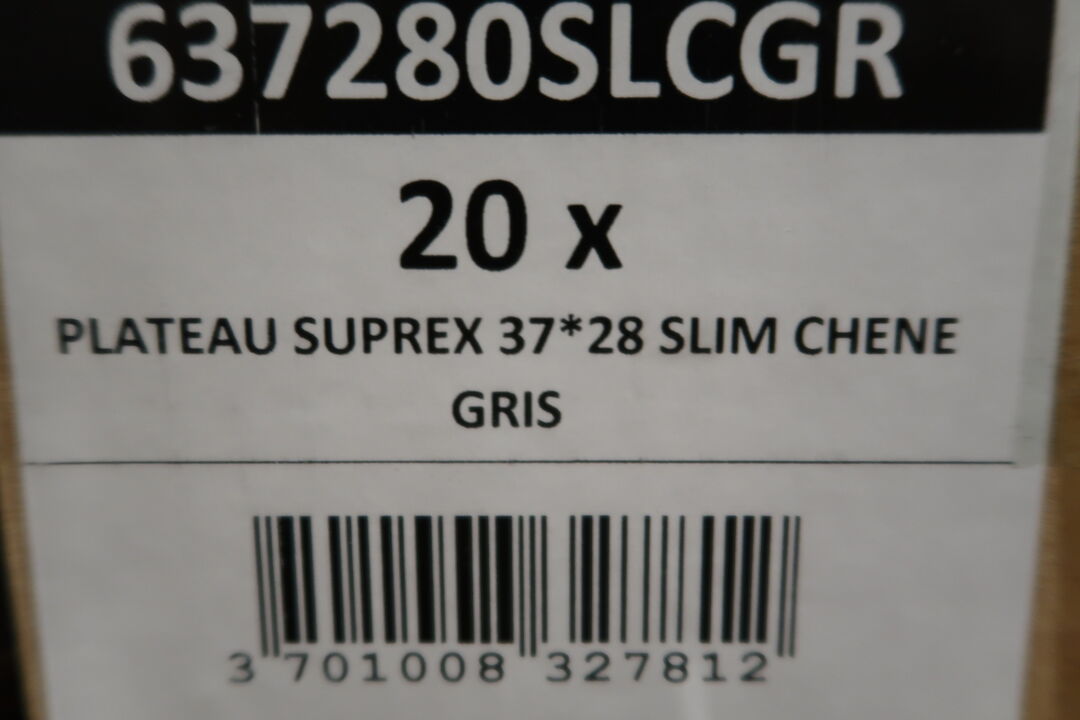 637280SLCGR
20 x
PLATEAU SUPREX 37*28 SLIM CHENE
GRIS
3 701008 327812